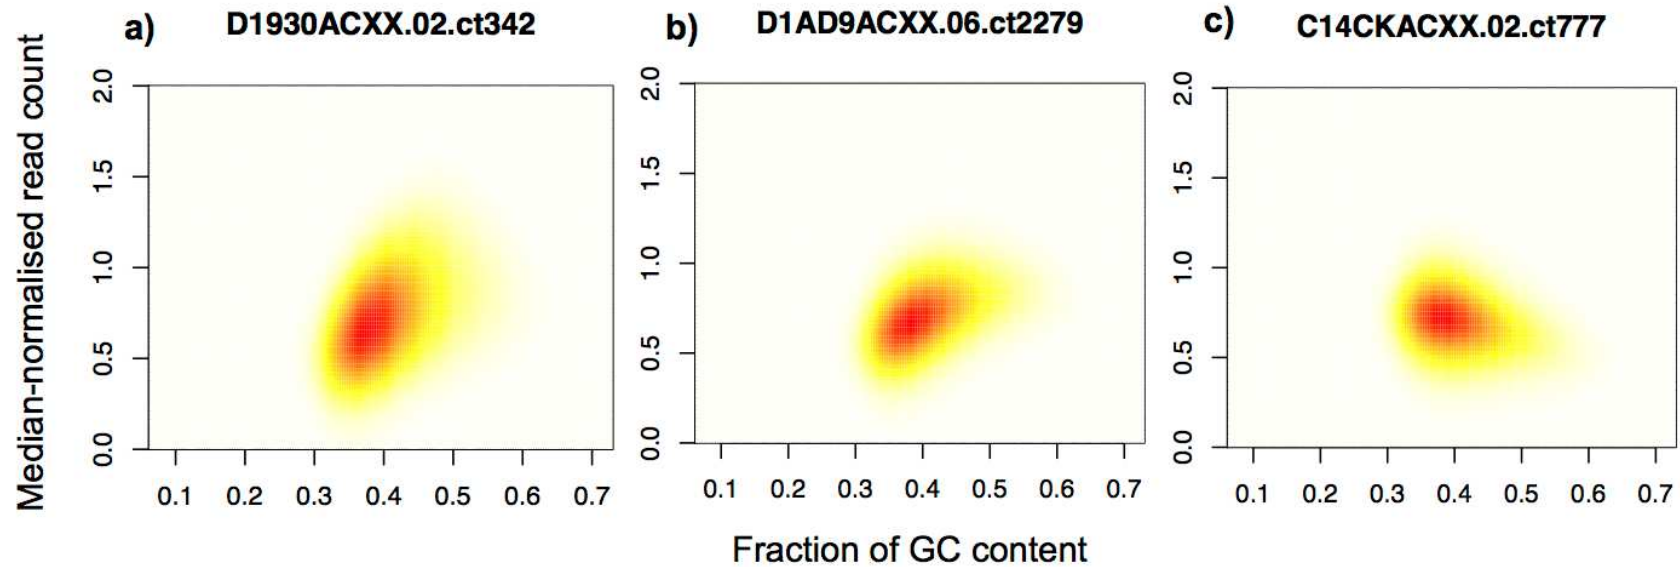 a) D1930ACXX.02.ct342
b) D1AD9ACXX.06.ct2279
c) C14CKACXX.02.ct777
Median-normalised read count
2.0
1.5
1.0
0.5
0.0
0.1 0.2 0.3 0.4 0.5 0.6 0.7
2.0
1.5
1.0
0.5
0.0
0.1 0.2 0.3 0.4 0.5 0.6 0.7
2.0
1.5
1.0
0.5
0.0
0.1 0.2 0.3 0.4 0.5 0.6 0.7
Fraction of GC content